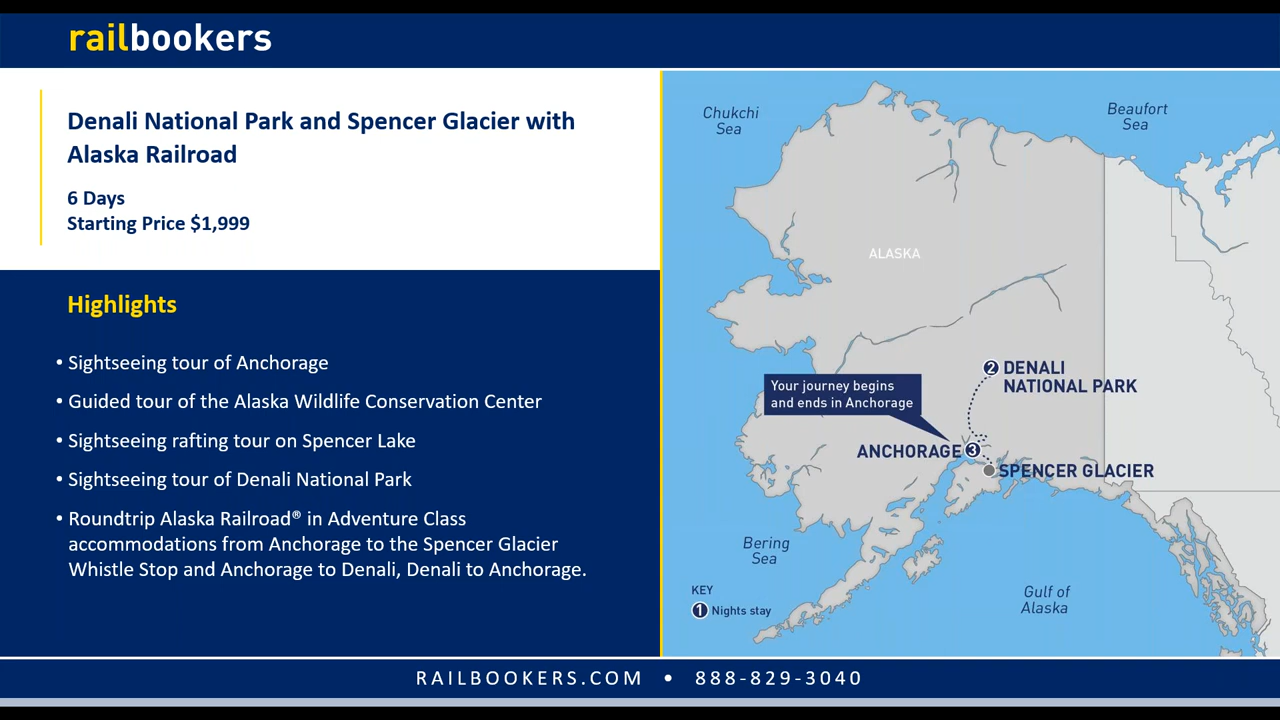 railbookers
Denali National Park and Spencer Glacier with
Alaska Railroad
6 Days
Starting Price $1,999
Highlights
• Sightseeing tour of Anchorage
• Guided tour of the Alaska Wildlife Conservation Center
• Sightseeing rafting tour on Spencer Lake
• Sightseeing tour of Denali National Park
• Roundtrip Alaska Railroad® in Adventure Class
accommodations from Anchorage to the Spencer Glacier
Whistle Stop and Anchorage to Denali, Denali to Anchorage.
Chukchi
Sea
Beaufort
Sea
ALASKA
2 DENALI
NATIONAL PARK
Your journey begins
and ends in Anchorage
ANCHORAGE 3
SPENCER GLACIER
Bering
Sea
Gulf of
Alaska
KEY
1 Nights stay
RAILBOOKERS.COM • 888-829-3040